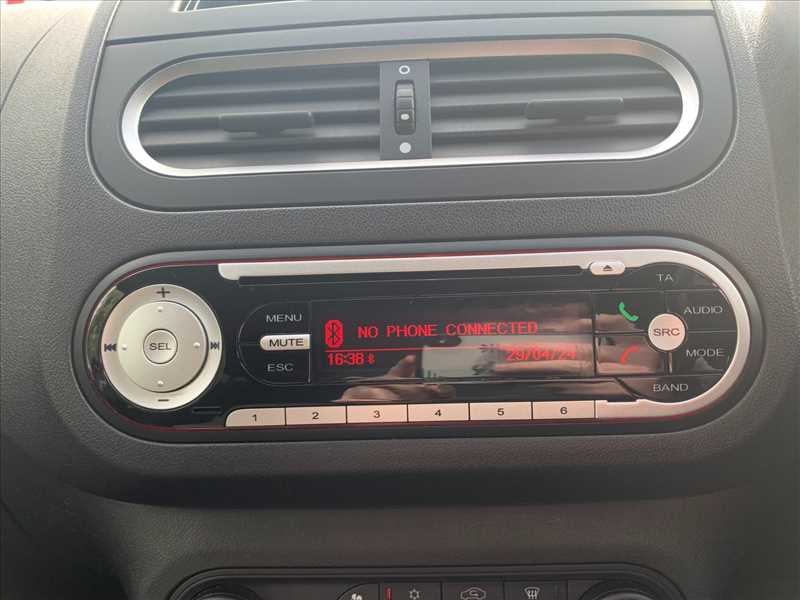 TA
+
MENU
AUDIO
NO PHONE CONNECTED
SRC
SEL
MUTE
MODE
16:38
29/04/24
ESC
BAND
-
1 2 3 4 5 6